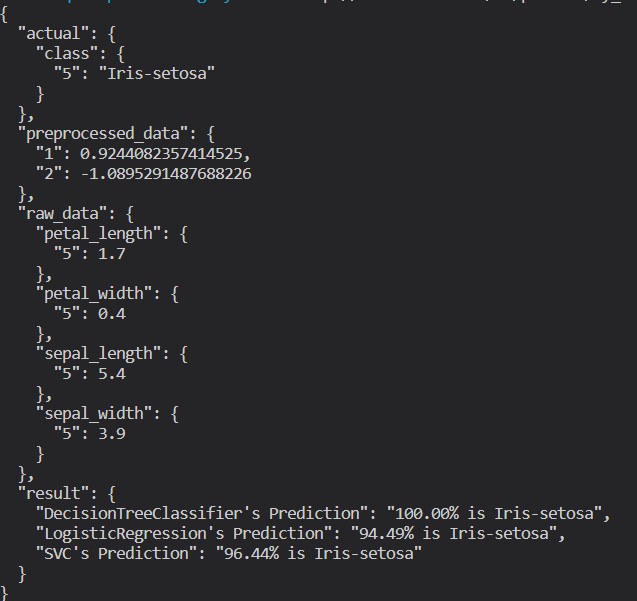 {
  "actual": {
    "class": {
      "5": "Iris-setosa"
    }
  },
  "preprocessed_data": {
    "1": 0.9244082357414525,
    "2": -1.0895291487688226
  },
  "raw_data": {
    "petal_length": {
      "5": 1.7
    },
    "petal_width": {
      "5": 0.4
    },
    "sepal_length": {
      "5": 5.4
    },
    "sepal_width": {
      "5": 3.9
    }
  },
  "result": {
    "DecisionTreeClassifier's Prediction": "100.00% is Iris-setosa",
    "LogisticRegression's Prediction": "94.49% is Iris-setosa",
    "SVC's Prediction": "96.44% is Iris-setosa"
  }
}